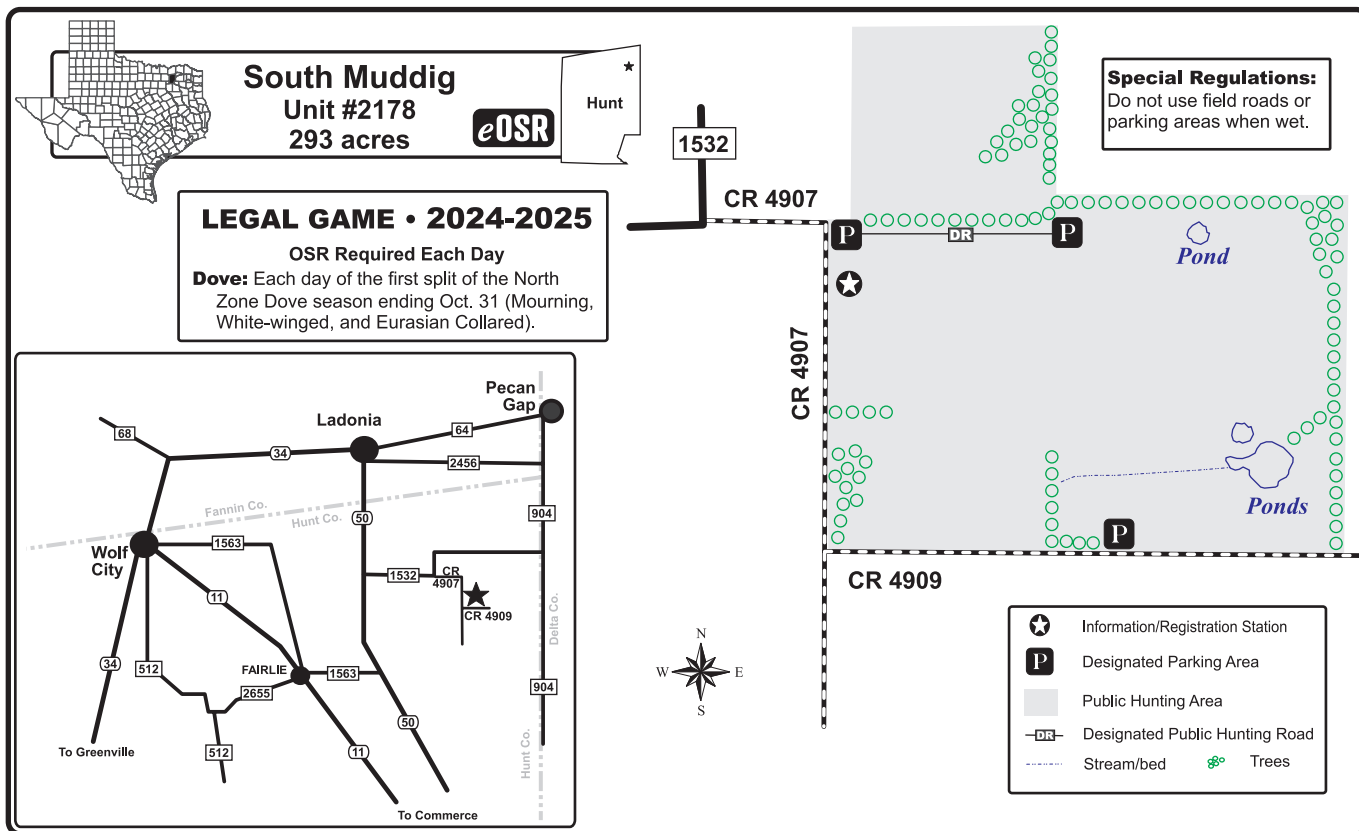 South Muddig
Unit #2178
293 acres
eOSR
Hunt
LEGAL GAME • 2024-2025
OSR Required Each Day
Dove: Each day of the first split of the North
Zone Dove season ending Oct. 31 (Mourning,
White-winged, and Eurasian Collared).
Special Regulations:
Do not use field roads or
parking areas when wet.
1532
CR 4907
P
DR
P
Pond
CR 4907
Ponds
P
CR 4909
Pecan
Gap
Ladonia
68
34
64
2456
Fannin Co.
Hunt Co.
50
904
Wolf
City
1563
1532
CR
4907
CR 4909
11
Delta Co.
34
512
FAIRLIE
1563
2655
904
50
To Greenville
512
11
Hunt Co.
To Commerce
N
W
E
S
Information/Registration Station
P
Designated Parking Area
Public Hunting Area
DR
Designated Public Hunting Road
Stream/bed
Trees